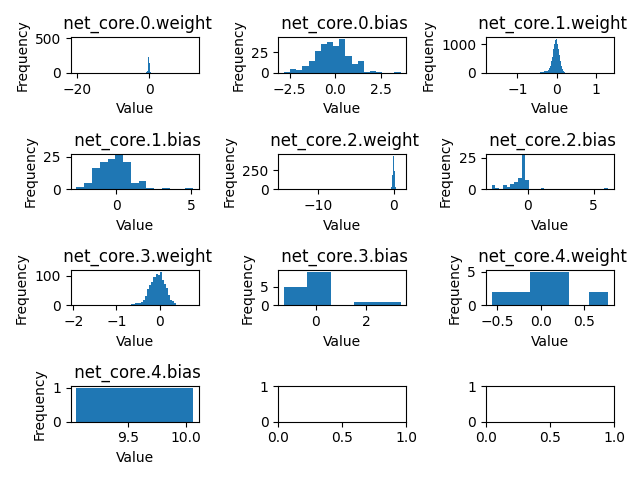 net_core.0.weight net_core.0.bias net_core.1.weight
Frequency 500 0 Frequency 25 0 Frequency 1000 0
−20 0 −2.5 0.0 2.5 −1 0 1
Value Value Value
net_core.1.bias net_core.2.weight net_core.2.bias
Frequency 25 0 Frequency 250 0 Frequency 25 0
0 5 −10 0 0 5
Value Value Value
net_core.3.weight net_core.3.bias net_core.4.weight
Frequency 100 0 Frequency 5 0 Frequency 5 0
−2 −1 0 0 2 −0.5 0.0 0.5
Value Value Value
net_core.4.bias
Frequency 1 0 1 0 1 0
9.5 10.0 0.0 0.5 1.0 0.0 0.5 1.0
Value